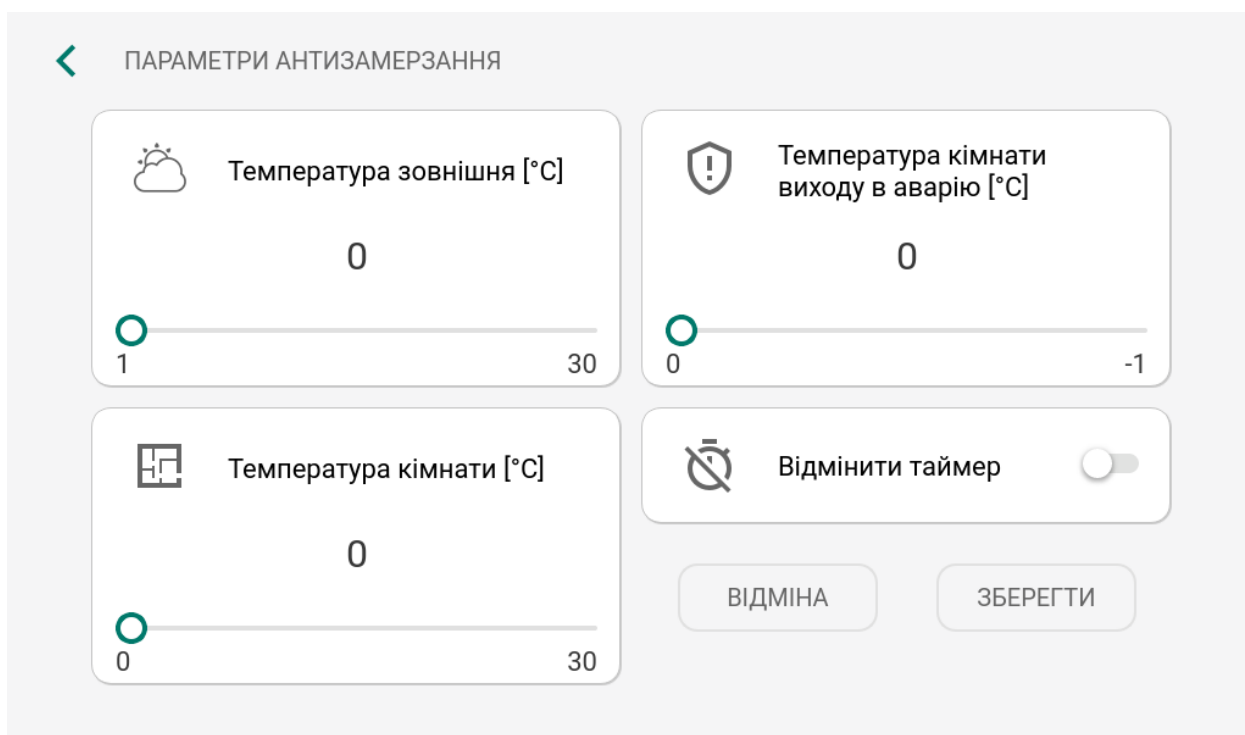 ПАРАМЕТРИ АНТИЗАМЕРЗАННЯ
Температура зовнішня [°C]
0
1
30
Температура кімнати
виходу в аварію [°C]
0
0
-1
Температура кімнати [°C]
0
0
30
Відмінити таймер
ВІДМІНА
ЗБЕРЕГТИ